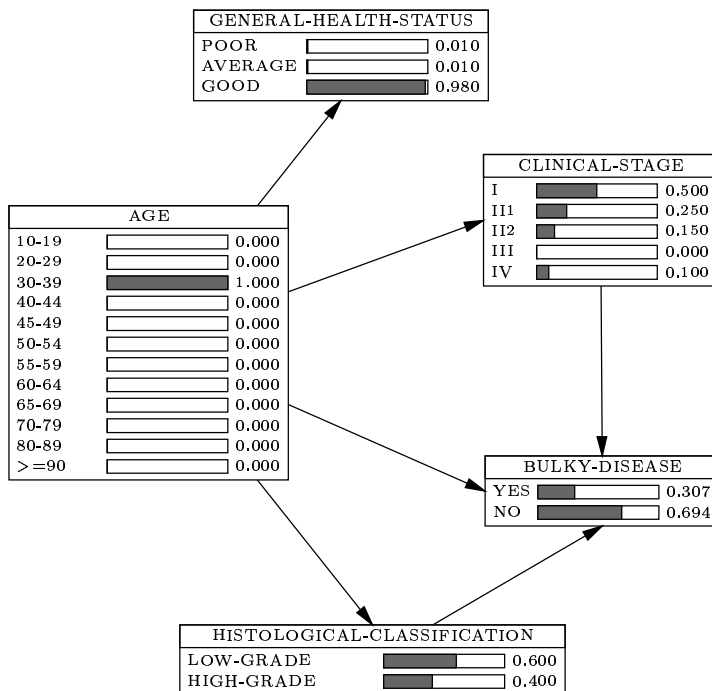 GENERAL-HEALTH-STATUS
POOR 0.010
AVERAGE 0.010
GOOD 0.980
CLINICAL-STAGE
I 0.500
II1 0.250
II2 0.150
III 0.000
IV 0.100
AGE
10-19 0.000
20-29 0.000
30-39 1.000
40-44 0.000
45-49 0.000
50-54 0.000
55-59 0.000
60-64 0.000
65-69 0.000
70-79 0.000
80-89 0.000
>=90 0.000
BULKY-DISEASE
YES 0.307
NO 0.694
HISTOLOGICAL-CLASSIFICATION
LOW-GRADE 0.600
HIGH-GRADE 0.400